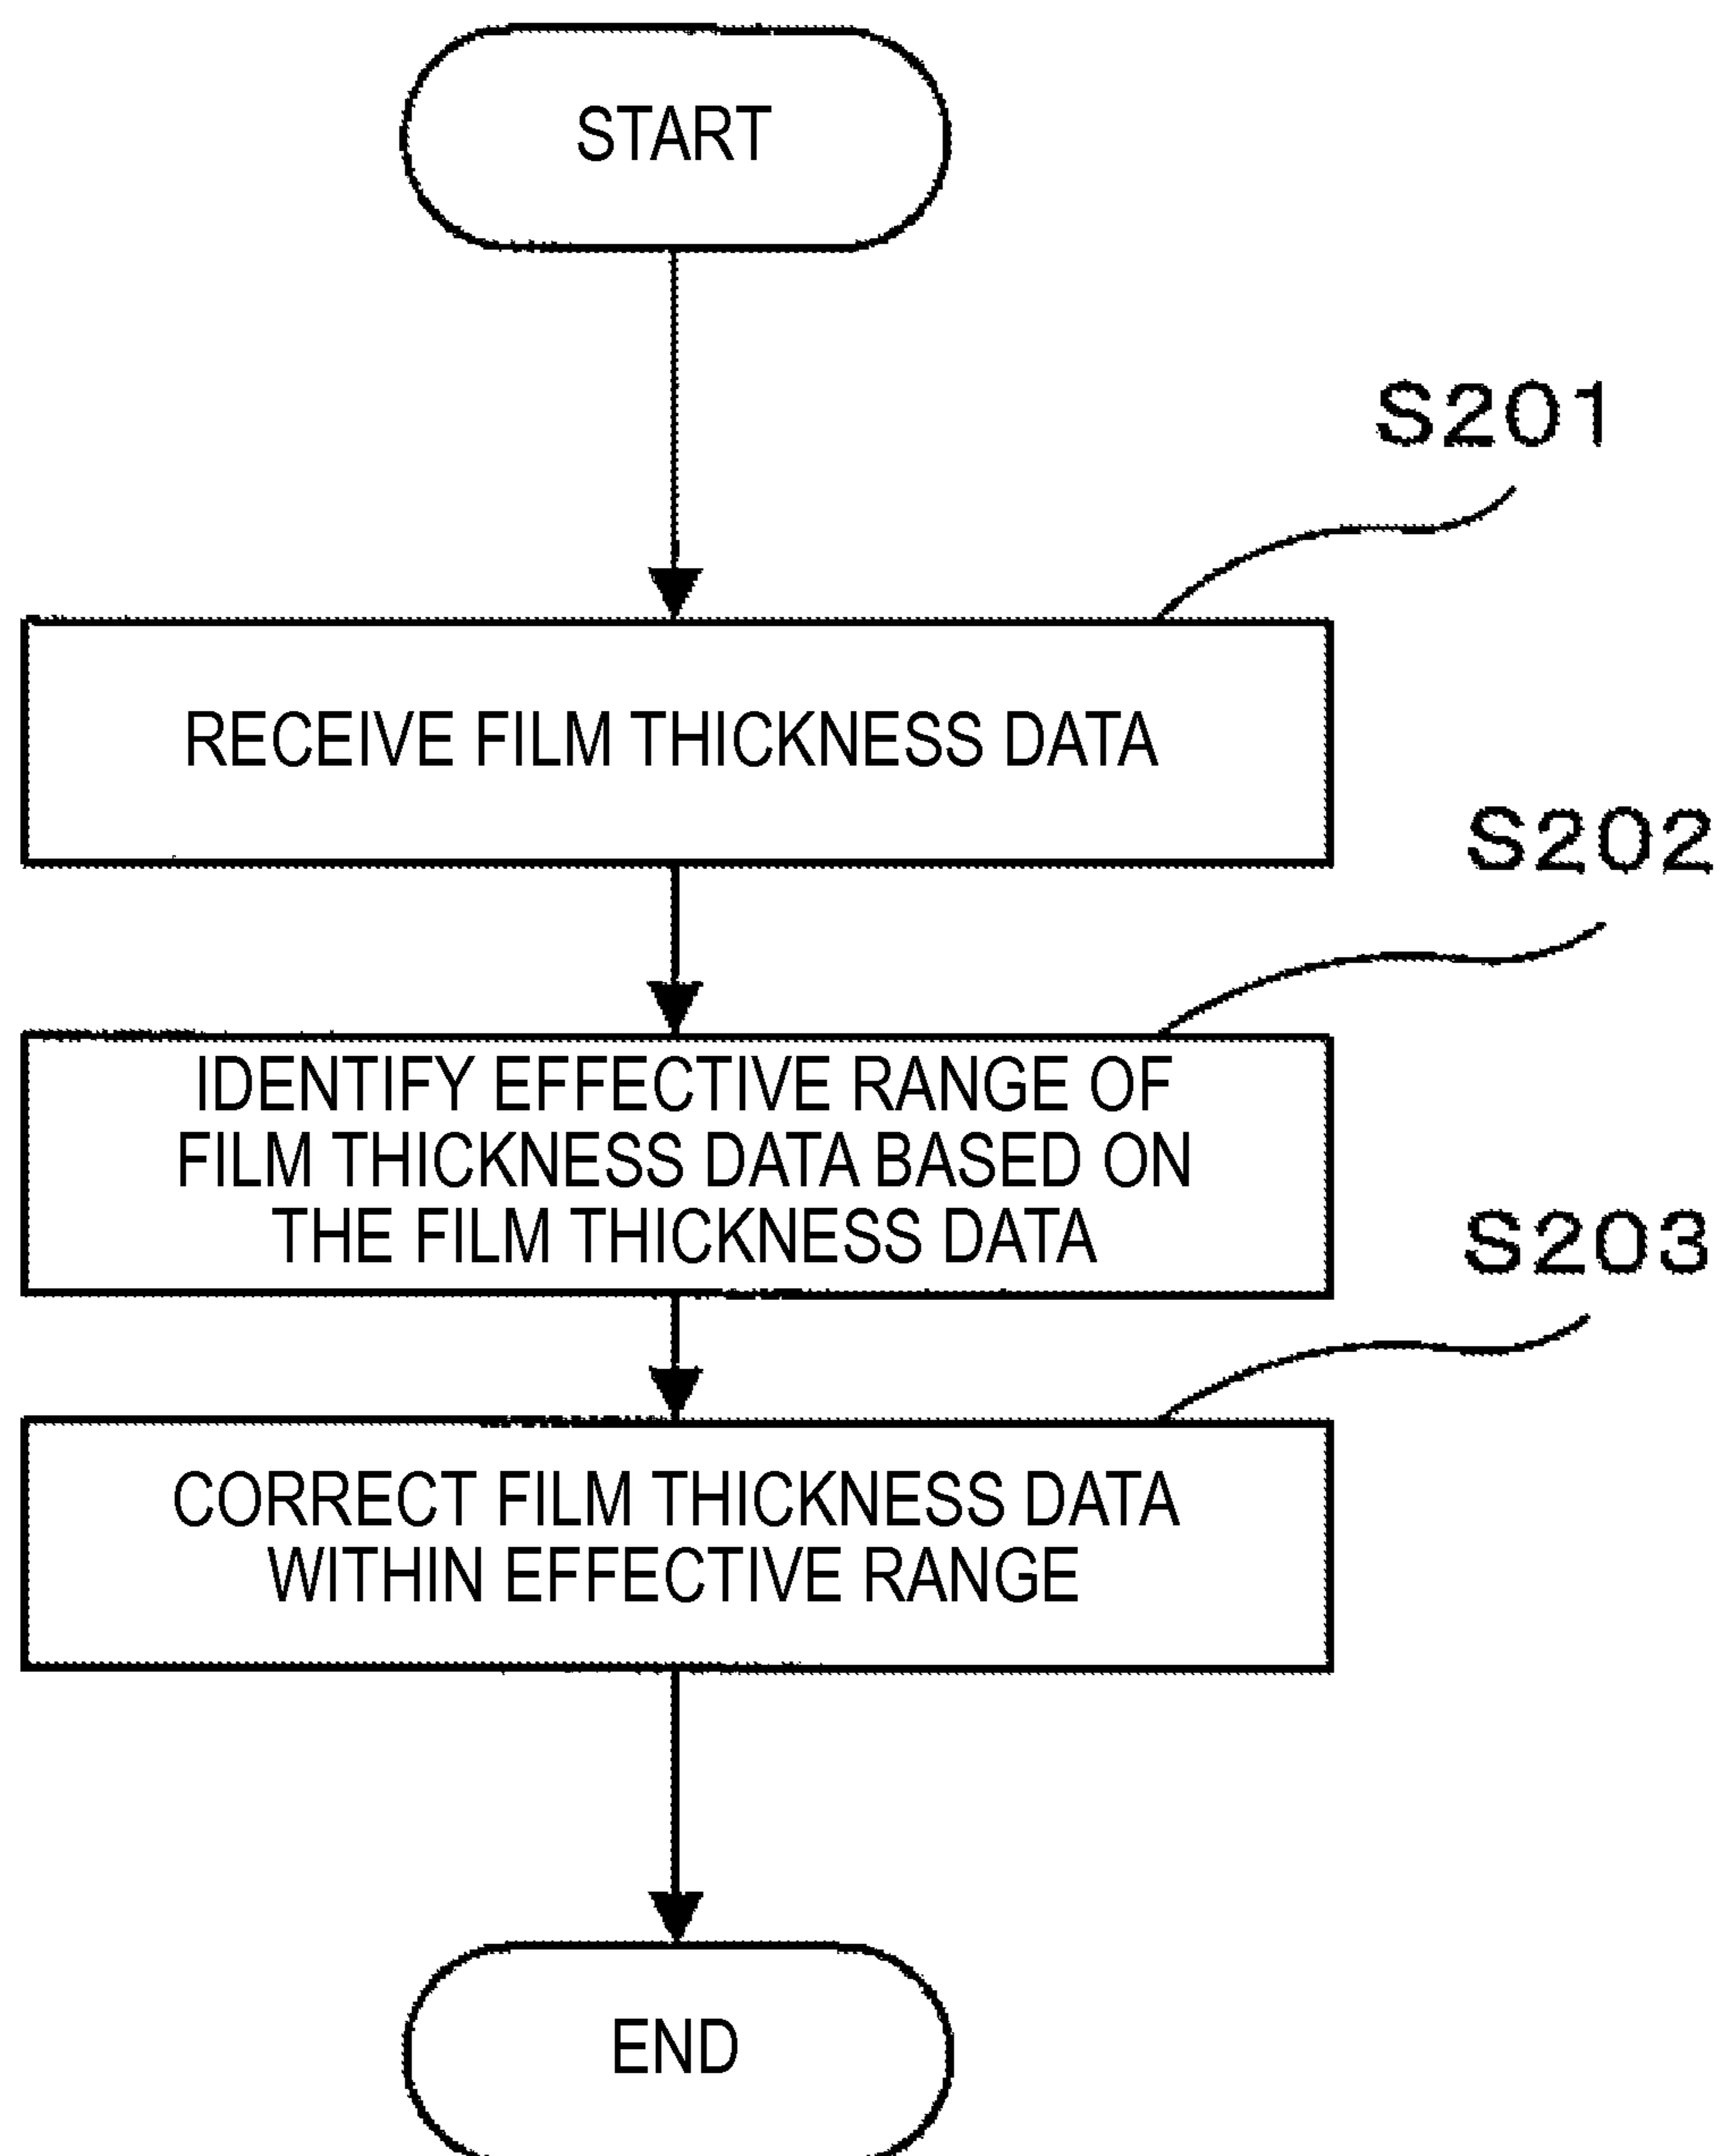 START
S201
RECEIVE FILM THICKNESS DATA
S202
IDENTIFY EFFECTIVE RANGE OF
FILM THICKNESS DATA BASED ON
THE FILM THICKNESS DATA
S203
CORRECT FILM THICKNESS DATA
WITHIN EFFECTIVE RANGE
END